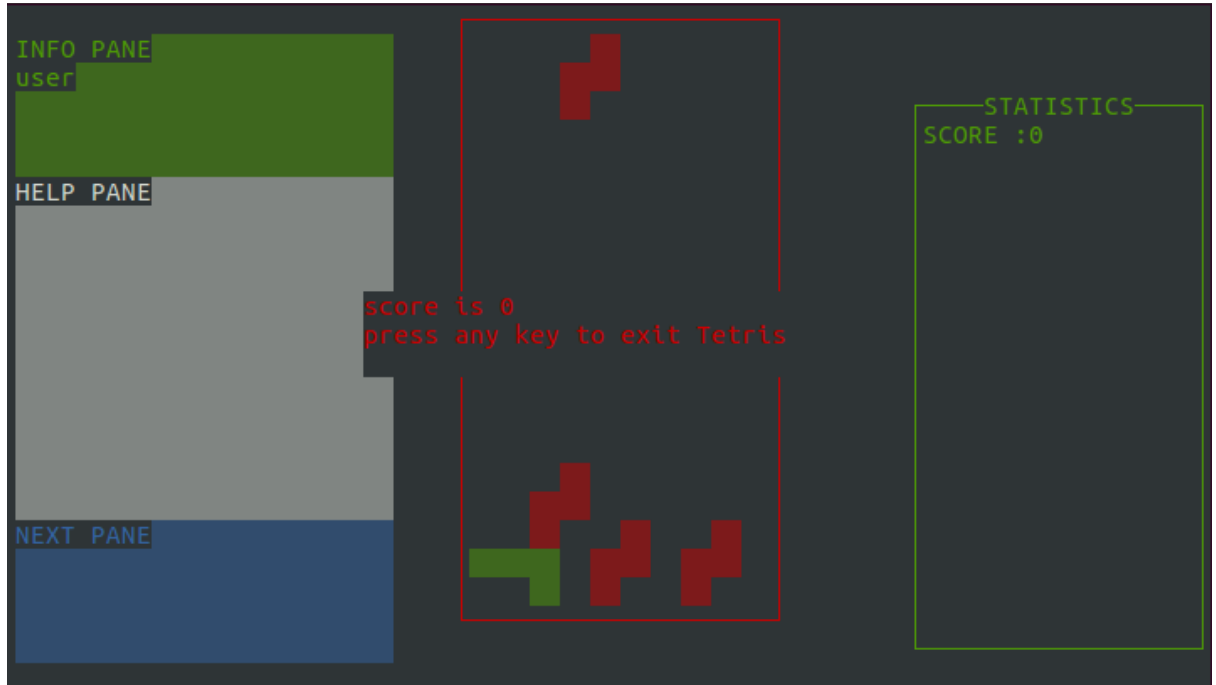 INFO PANE
user
STATISTICS
SCORE :0
HELP PANE
score is 0
press any key to exit Tetris
NEXT PANE